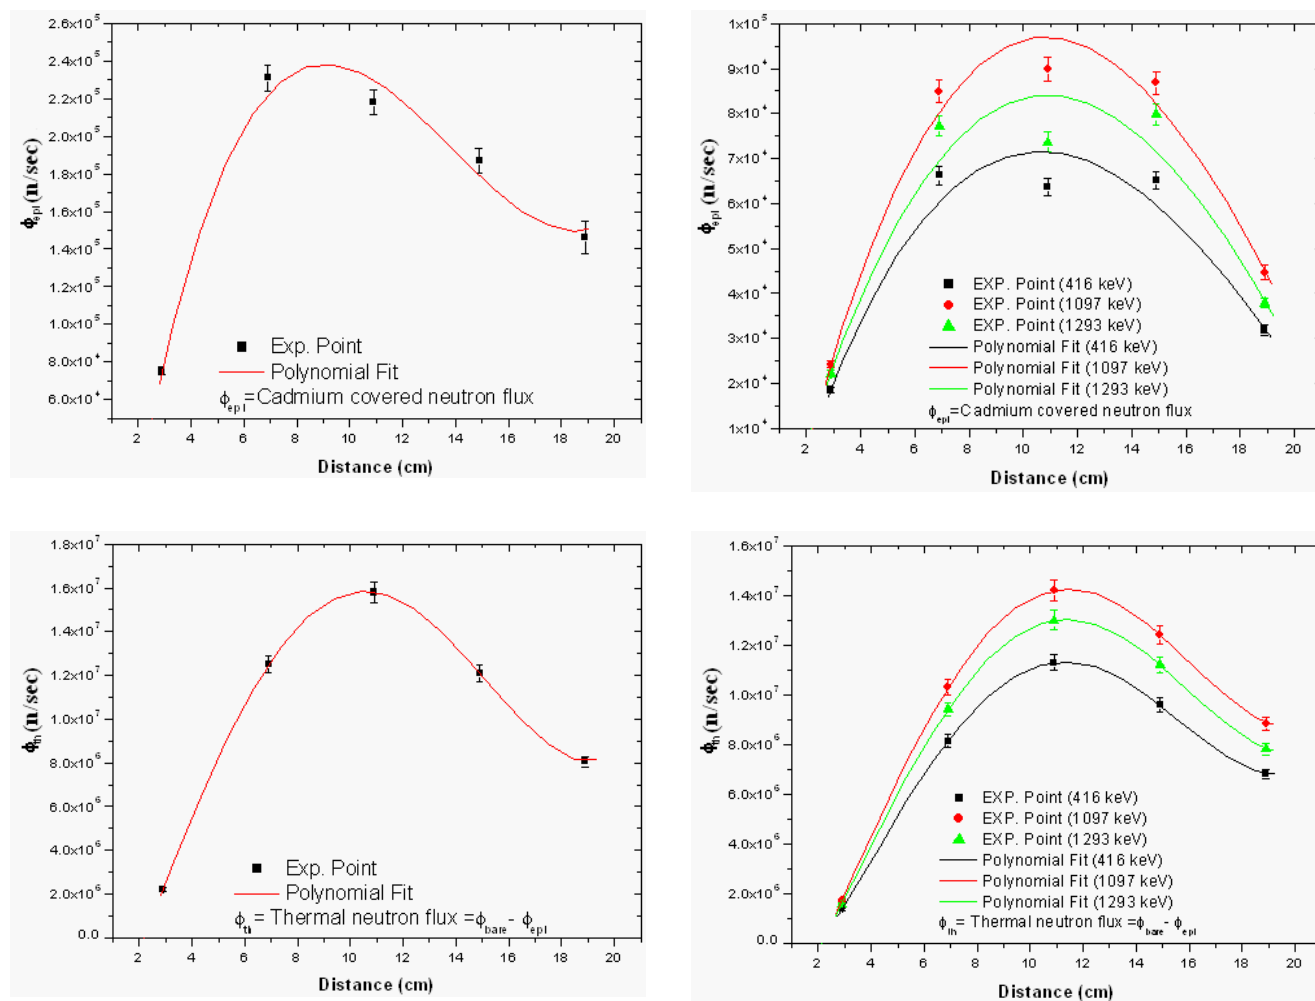 2.6x10⁵
2.4x10⁵
2.2x10⁵
2.0x10⁵
1.8x10⁵
1.6x10⁵
1.4x10⁵
1.2x10⁵
1.0x10⁵
8.0x10⁴
6.0x10⁴
ϕepl (n/sec)
Exp. Point
Polynomial Fit
ϕepl=Cadmium covered neutron flux
2 4 6 8 10 12 14 16 18 20
Distance (cm)
1x10⁵
9x10⁴
8x10⁴
7x10⁴
6x10⁴
5x10⁴
4x10⁴
3x10⁴
2x10⁴
1x10⁴
ϕepl (n/sec)
EXP. Point (416 keV)
EXP. Point (1097 keV)
EXP. Point (1293 keV)
Polynomial Fit (416 keV)
Polynomial Fit (1097 keV)
Polynomial Fit (1293 keV)
ϕepl=Cadmium covered neutron flux
2 4 6 8 10 12 14 16 18 20
Distance (cm)
1.8x10⁷
1.6x10⁷
1.4x10⁷
1.2x10⁷
1.0x10⁷
8.0x10⁶
6.0x10⁶
4.0x10⁶
2.0x10⁶
0.0
ϕth (n/sec)
Exp. Point
Polynomial Fit
ϕth= Thermal neutron flux =ϕbare- ϕepl
2 4 6 8 10 12 14 16 18 20
Distance (cm)
1.6x10⁷
1.4x10⁷
1.2x10⁷
1.0x10⁷
8.0x10⁶
6.0x10⁶
4.0x10⁶
2.0x10⁶
0.0
ϕth (n/sec)
EXP. Point (416 keV)
EXP. Point (1097 keV)
EXP. Point (1293 keV)
Polynomial Fit (416 keV)
Polynomial Fit (1097 keV)
Polynomial Fit (1293 keV)
ϕth= Thermal neutron flux =ϕbare- ϕepl
2 4 6 8 10 12 14 16 18 20
Distance (cm)